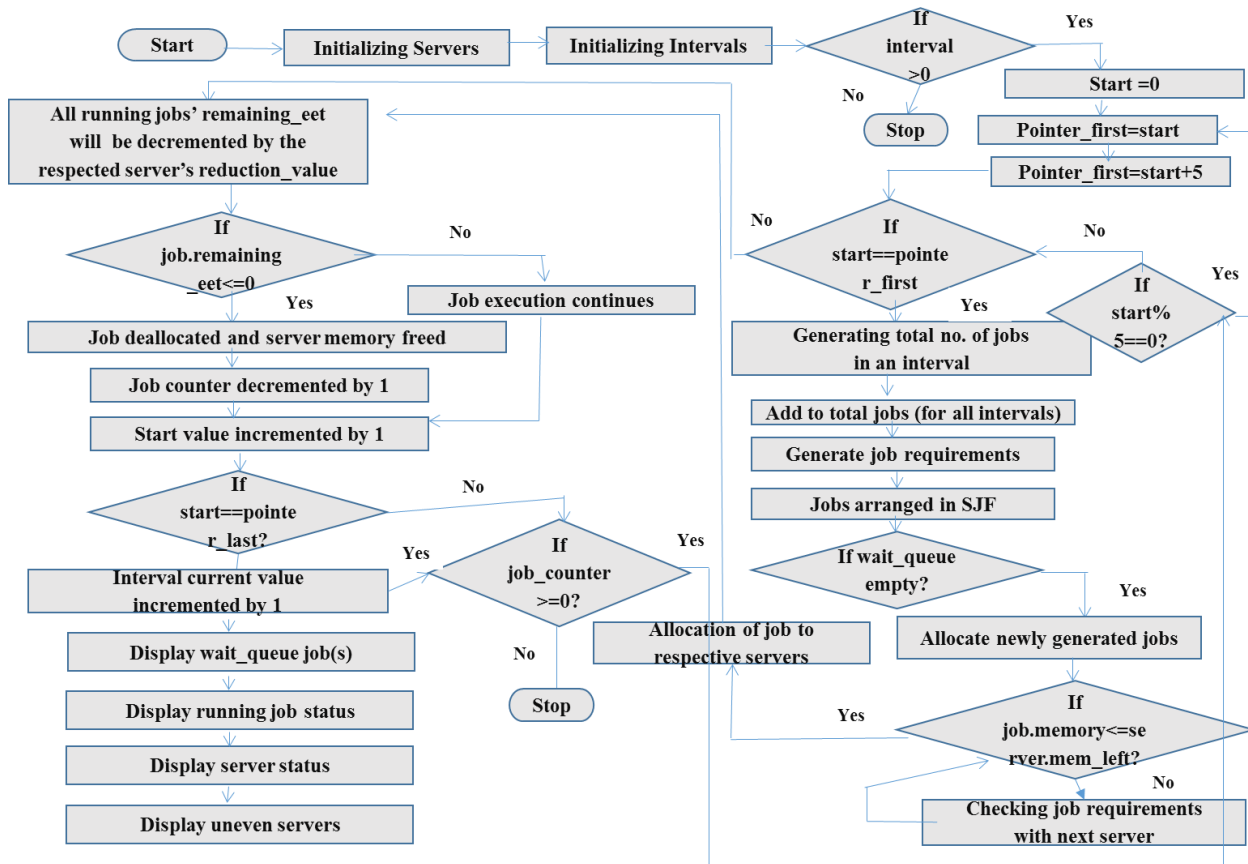 Start
Initializing Servers
Initializing Intervals
If
interval
>0
Yes
No
Stop
Start =0
Pointer_first=start
Pointer_first=start+5
If
start==pointe
r_first
No
Yes
If
start%
5==0?
No
Yes
Generating total no. of jobs
in an interval
Add to total jobs (for all intervals)
Generate job requirements
Jobs arranged in SJF
If wait_queue
empty?
Yes
Allocate newly generated jobs
If
job.memory<=se
rver.mem_left?
Yes
No
Checking job requirements
with next server
Allocation of job to
respective servers
All running jobs’ remaining_eet
will be decremented by the
respected server’s reduction_value
If
job.remaining
_eet<=0
No
Yes
Job execution continues
Job deallocated and server memory freed
Job counter decremented by 1
Start value incremented by 1
If
start==pointe
r_last?
No
Yes
If
job_counter
>=0?
Yes
No
Stop
Interval current value
incremented by 1
Display wait_queue job(s)
Display running job status
Display server status
Display uneven servers